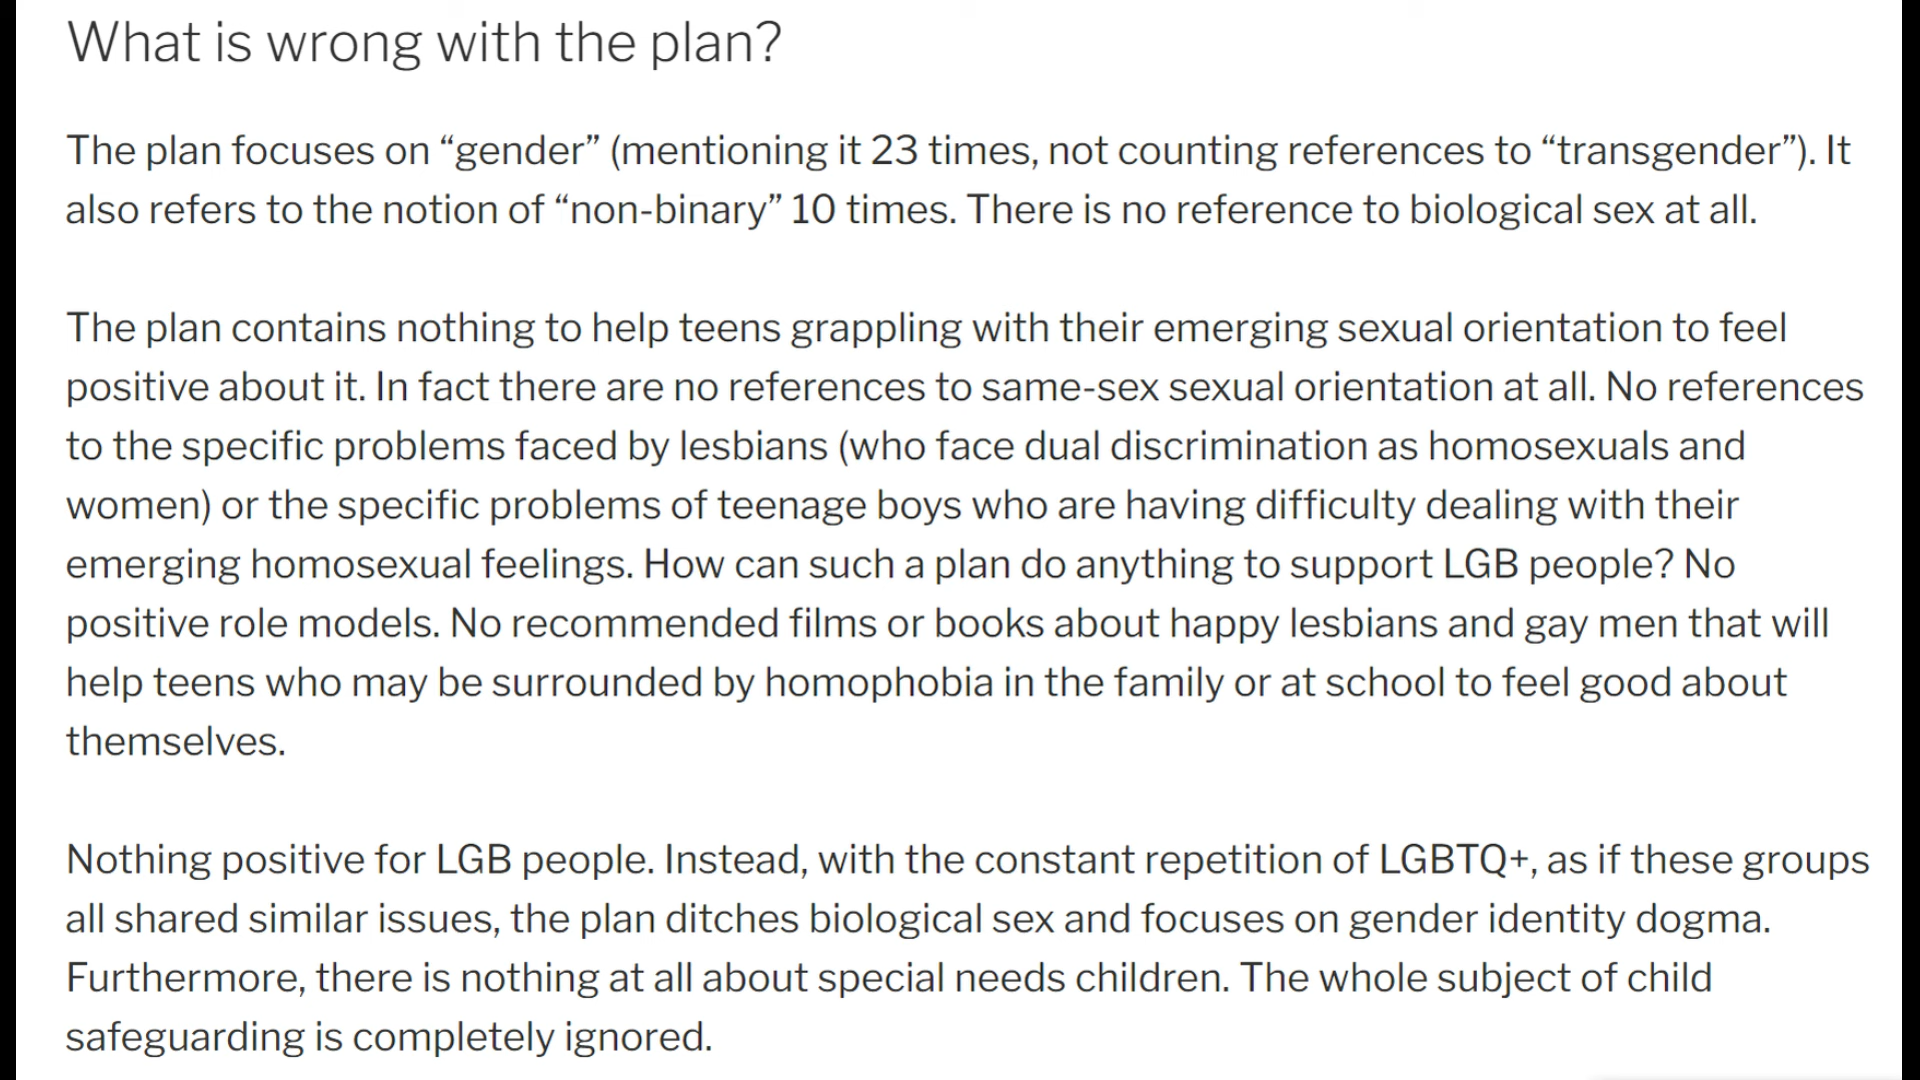 What is wrong with the plan?
The plan focuses on “gender” (mentioning it 23 times, not counting references to “transgender”). It
also refers to the notion of “non-binary” 10 times. There is no reference to biological sex at all.
The plan contains nothing to help teens grappling with their emerging sexual orientation to feel
positive about it. In fact there are no references to same-sex sexual orientation at all. No references
to the specific problems faced by lesbians (who face dual discrimination as homosexuals and
women) or the specific problems of teenage boys who are having difficulty dealing with their
emerging homosexual feelings. How can such a plan do anything to support LGB people? No
positive role models. No recommended films or books about happy lesbians and gay men that will
help teens who may be surrounded by homophobia in the family or at school to feel good about
themselves.
Nothing positive for LGB people. Instead, with the constant repetition of LGBTQ+, as if these groups
all shared similar issues, the plan ditches biological sex and focuses on gender identity dogma.
Furthermore, there is nothing at all about special needs children. The whole subject of child
safeguarding is completely ignored.